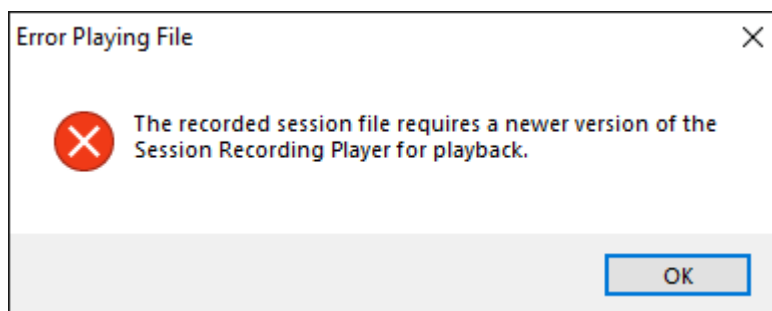 Error Playing File
The recorded session file requires a newer version of the
Session Recording Player for playback.
OK